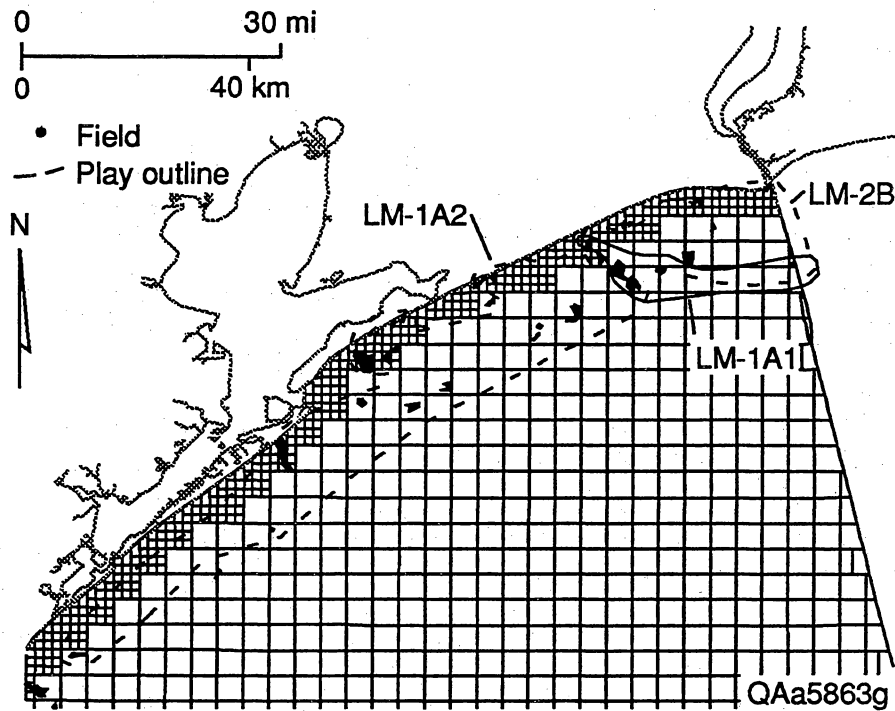 0 30 mi
0 40 km
Field
Play outline
N
LM-1A2
LM-2B
LM-1A1
QAa5863g